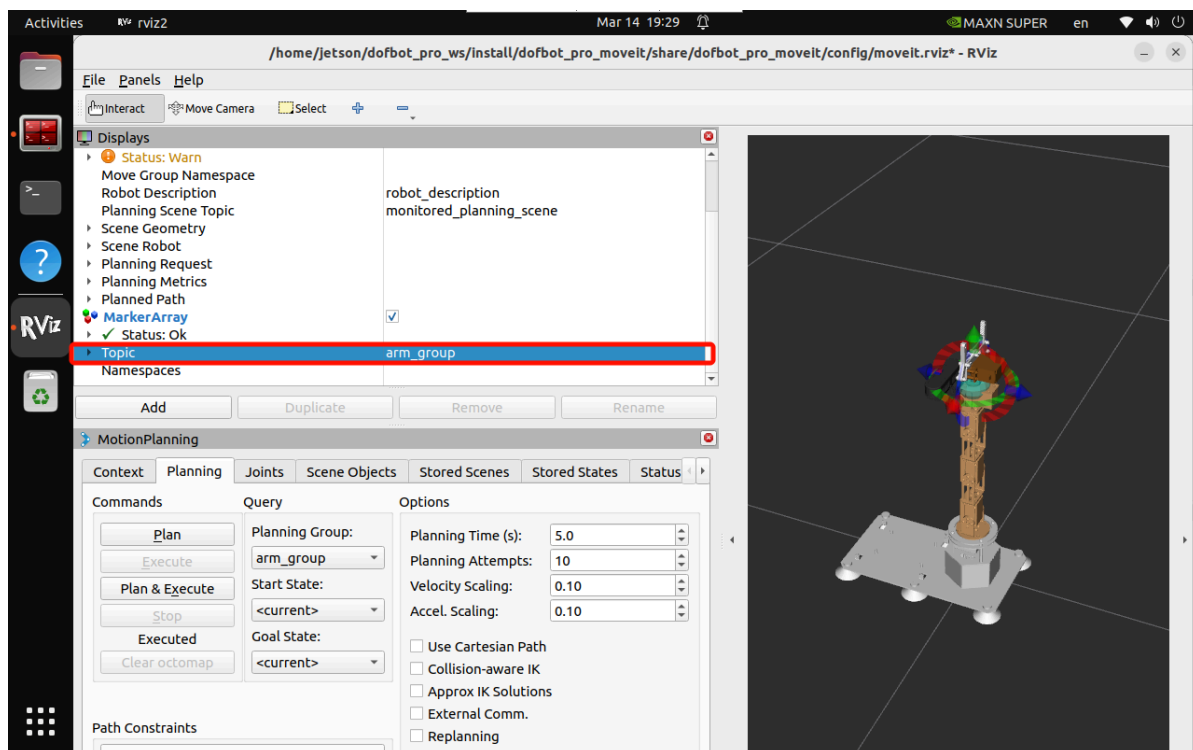 Activities
RViz rviz2
Mar 14 19:29
MAXN SUPER
en
/home/jetson/dofbot_pro_ws/install/dofbot_pro_moveit/share/dofbot_pro_moveit/config/moveit.rviz* - RViz
File Panels Help
Interact Move Camera Select
Displays
Status: Warn
Move Group Namespace
Robot Description robot_description
Planning Scene Topic monitored_planning_scene
Scene Geometry
Scene Robot
Planning Request
Planning Metrics
Planned Path
MarkerArray
Status: Ok
Topic arm_group
Namespaces
Add Duplicate Remove Rename
MotionPlanning
Context Planning Joints Scene Objects Stored Scenes Stored States Status
Commands Query Options
Plan
Execute
Plan & Execute
Stop
Executed
Clear octomap
Planning Group:
arm_group
Start State:
<current>
Goal State:
<current>
Planning Time (s): 5.0
Planning Attempts: 10
Velocity Scaling: 0.10
Accel. Scaling: 0.10
Use Cartesian Path
Collision-aware IK
Approx IK Solutions
External Comm.
Replanning
Path Constraints
RViz